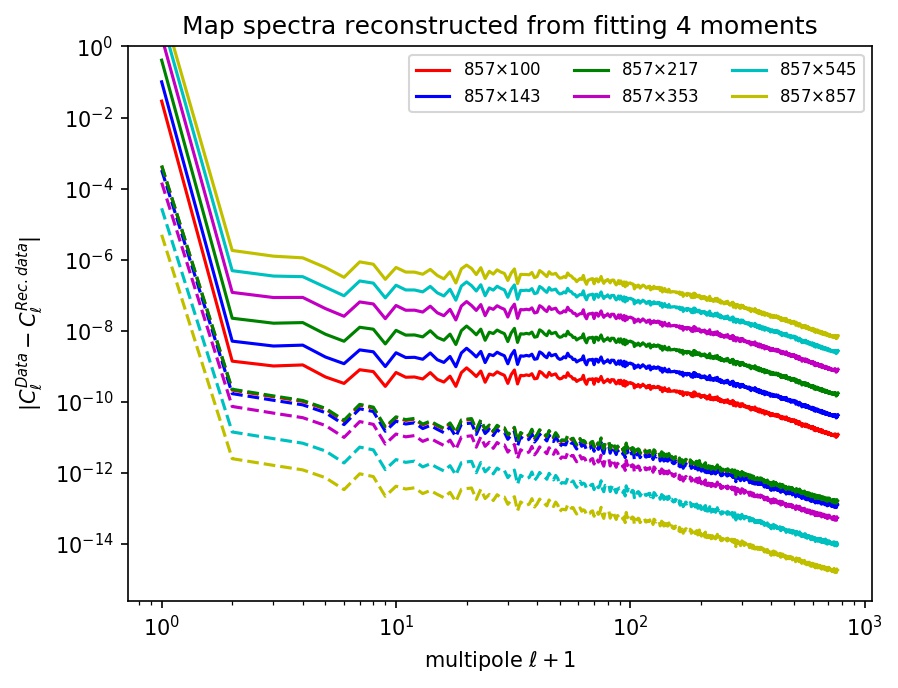 Map spectra reconstructed from fitting 4 moments
857×100 857×217 857×545
857×143 857×353 857×857
10^0
10^-2
10^-4
10^-6
10^-8
10^-10
10^-12
10^-14
|C_ℓ^Data − C_ℓ^Rec.data|
10^0 10^1 10^2 10^3
multipole ℓ + 1